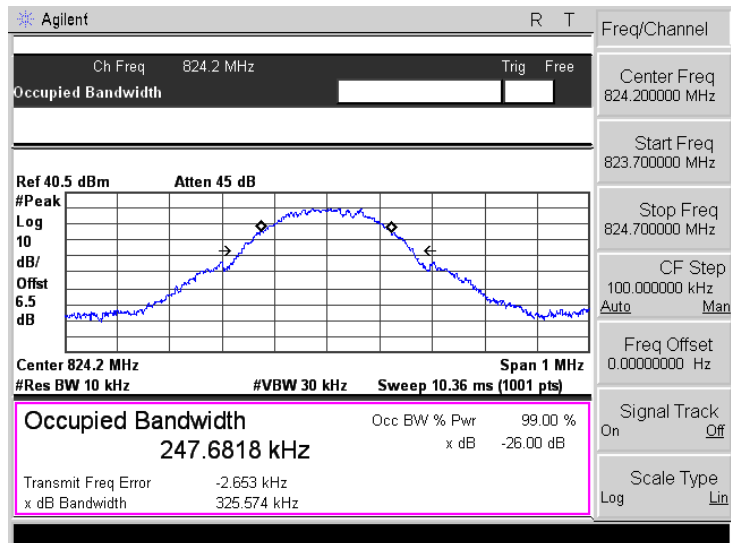 Agilent R T
Ch Freq 824.2 MHz Trig Free
Occupied Bandwidth
Ref 40.5 dBm Atten 45 dB
#Peak
Log
10
dB/
Offst
6.5
dB
Center 824.2 MHz Span 1 MHz
#Res BW 10 kHz #VBW 30 kHz Sweep 10.36 ms (1001 pts)
Occupied Bandwidth Occ BW % Pwr 99.00 %
247.6818 kHz x dB -26.00 dB
Transmit Freq Error -2.653 kHz
x dB Bandwidth 325.574 kHz
Freq/Channel
Center Freq
824.200000 MHz
Start Freq
823.700000 MHz
Stop Freq
824.700000 MHz
CF Step
100.000000 kHz
Auto Man
Freq Offset
0.00000000 Hz
Signal Track
On Off
Scale Type
Log Lin